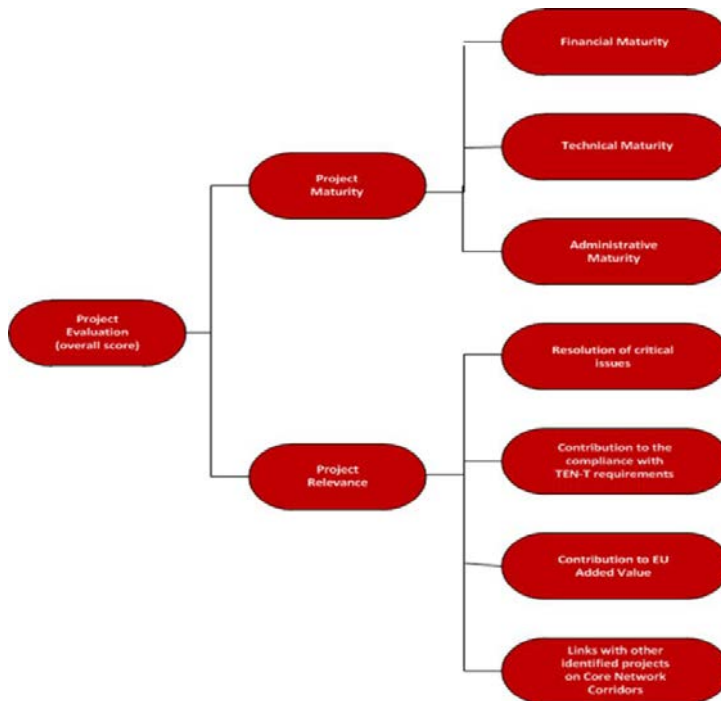 Financial Maturity
Technical Maturity
Project
Maturity
Administrative
Maturity
Project
Evaluation
(overall score)
Resolution of critical
issues
Project
Relevance
Contribution to the
compliance with
TEN-T requirements
Contribution to EU
Added Value
Links with other
identified projects
on Core Network
Corridors